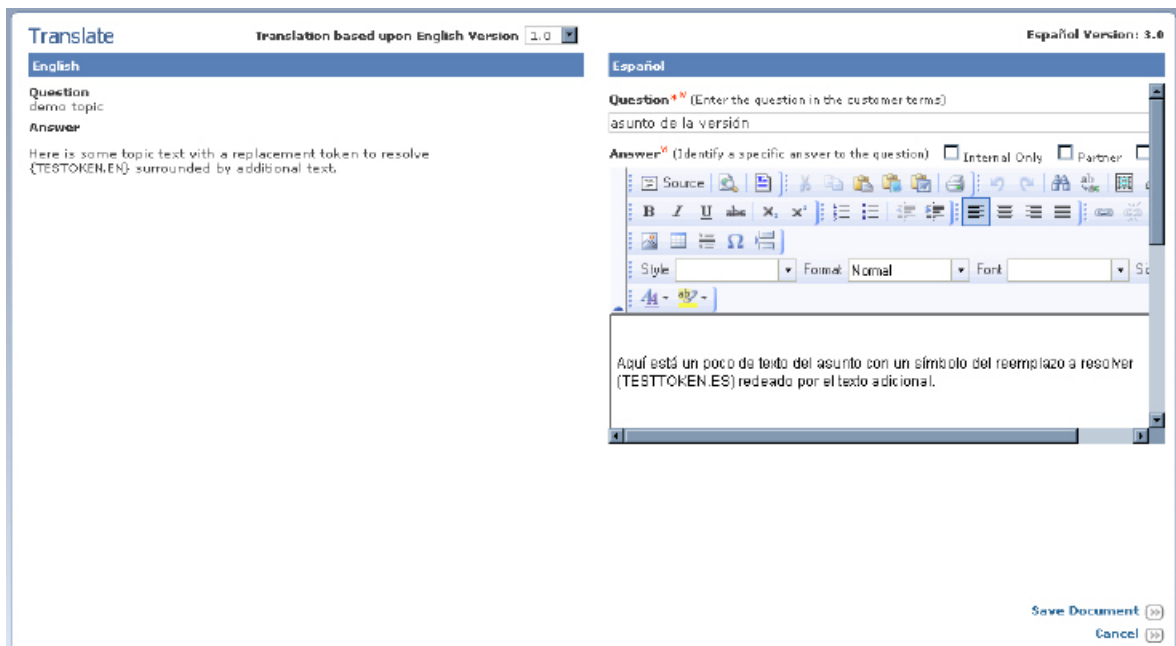 Translate
Translation based upon English Version 1.0
Español Version: 3.0
English
Question
demo topic
Answer
Here is some topic text with a replacement token to resolve
{TESTOKEN.EN} surrounded by additional text.
Español
Question* (Enter the question in the customer terms)
asunto de la versión
Answer (Identify a specific answer to the question) Internal Only Partner
Source
B I U abc x₂ x²
Ω
Style Format Normal Font
Aquí está un poco de texto del asunto con un símbolo del reemplazo a resolver
{TESTTOKEN.ES} redeado por el texto adicional.
Save Document
Cancel